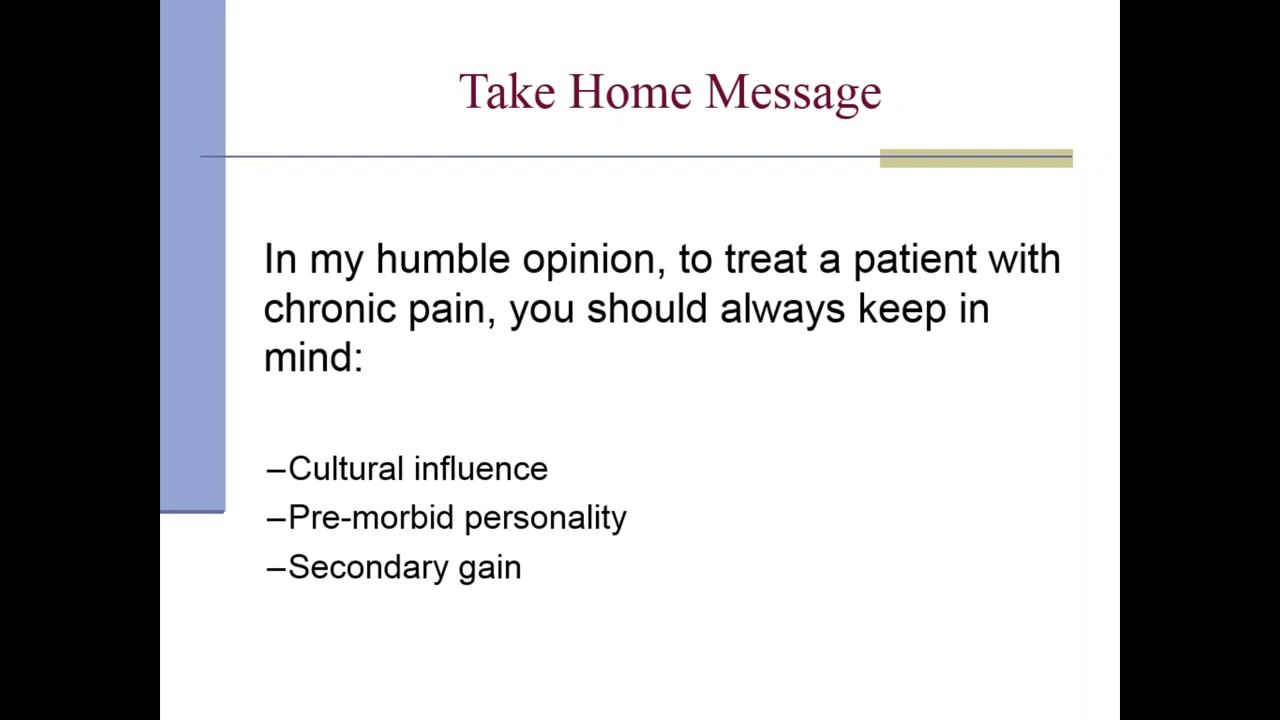 Take Home Message
In my humble opinion, to treat a patient with
chronic pain, you should always keep in
mind:
–Cultural influence
–Pre-morbid personality
–Secondary gain